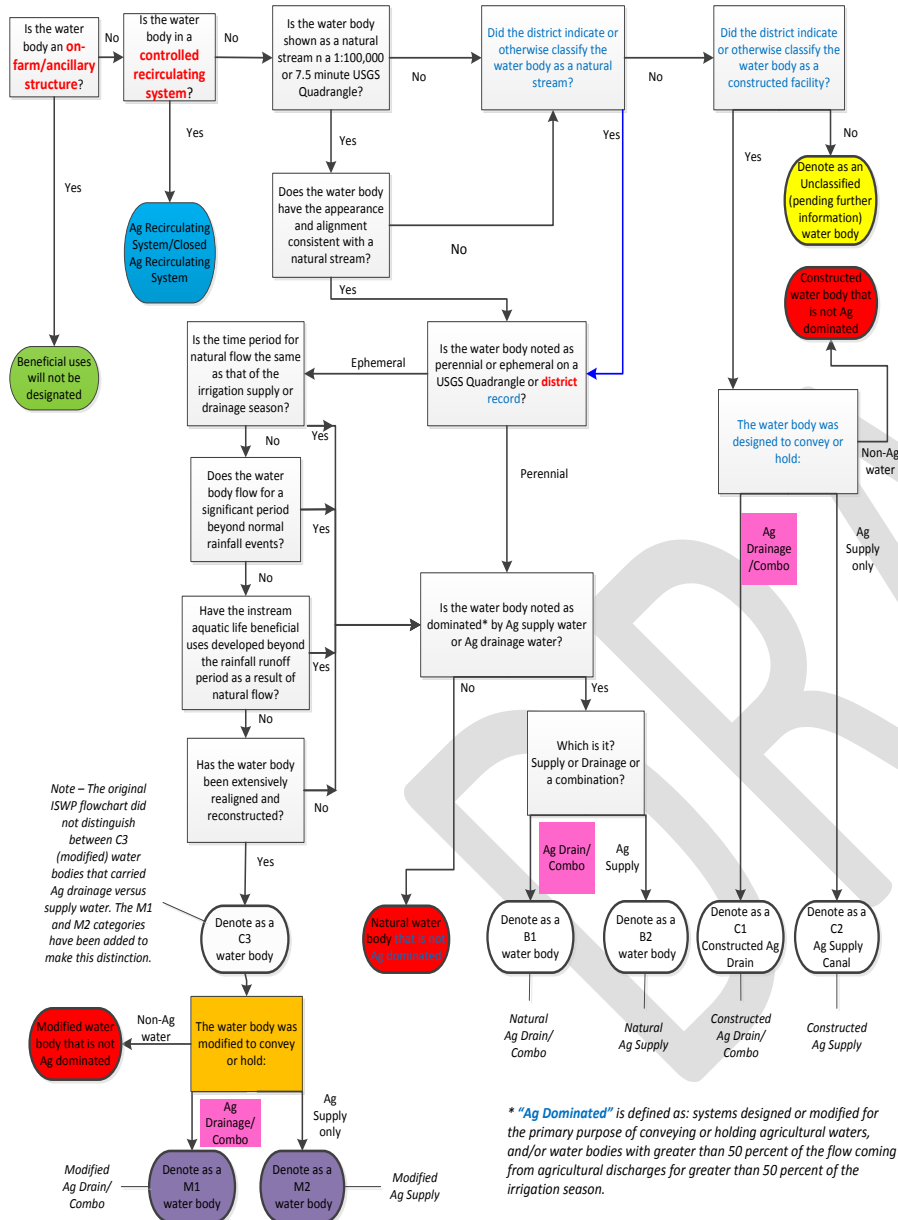 Is the water
body an on-
farm/ancillary
structure?
No
Is the water
body in a
controlled
recirculating
system?
No
Is the water body
shown as a natural
stream n a 1:100,000
or 7.5 minute USGS
Quadrangle?
No
Did the district indicate or
otherwise classify the
water body as a natural
stream?
No
Did the district indicate
or otherwise classify the
water body as a
constructed facility?
Yes
Yes
Yes
Yes
Yes
No
Ag Recirculating
System/Closed
Ag Recirculating
System
Does the water body
have the appearance
and alignment
consistent with a
natural stream?
No
Yes
Denote as an
Unclassified
(pending further
information)
water body
Constructed
water body that
is not Ag
dominated
Beneficial uses
will not be
designated
Is the time period for
natural flow the same
as that of the
irrigation supply or
drainage season?
Ephemeral
Is the water body noted as
perennial or ephemeral on a
USGS Quadrangle or district
record?
No
Yes
Perennial
The water body was
designed to convey or
hold:
Non-Ag
water
Does the water
body flow for a
significant period
beyond normal
rainfall events?
Yes
No
Ag
Drainage
/Combo
Ag
Supply
only
Have the instream
aquatic life beneficial
uses developed beyond
the rainfall runoff
period as a result of
natural flow?
Yes
No
Is the water body noted as
dominated* by Ag supply water
or Ag drainage water?
No
Yes
Has the water body
been extensively
realigned and
reconstructed?
No
Yes
Which is it?
Supply or Drainage or
a combination?
Ag Drain/
Combo
Ag
Supply
Note – The original
ISWP flowchart did
not distinguish
between C3
(modified) water
bodies that carried
Ag drainage versus
supply water. The M1
and M2 categories
have been added to
make this distinction.
Denote as a
C3
water body
Natural water
body that is not
Ag dominated
Denote as a
B1
water body
Denote as a
B2
water body
Denote as a
C1
Constructed Ag
Drain
Denote as a
C2
Ag Supply
Canal
Natural
Ag Drain/
Combo
Natural
Ag Supply
Constructed
Ag Drain/
Combo
Constructed
Ag Supply
Modified water
body that is not
Ag dominated
Non-Ag
water
The water body was
modified to convey
or hold:
Ag
Drainage/
Combo
Ag
Supply
only
Modified
Ag Drain/
Combo
Denote as a
M1
water body
Denote as a
M2
water body
Modified
Ag Supply
* “Ag Dominated” is defined as: systems designed or modified for
the primary purpose of conveying or holding agricultural waters,
and/or water bodies with greater than 50 percent of the flow coming
from agricultural discharges for greater than 50 percent of the
irrigation season.